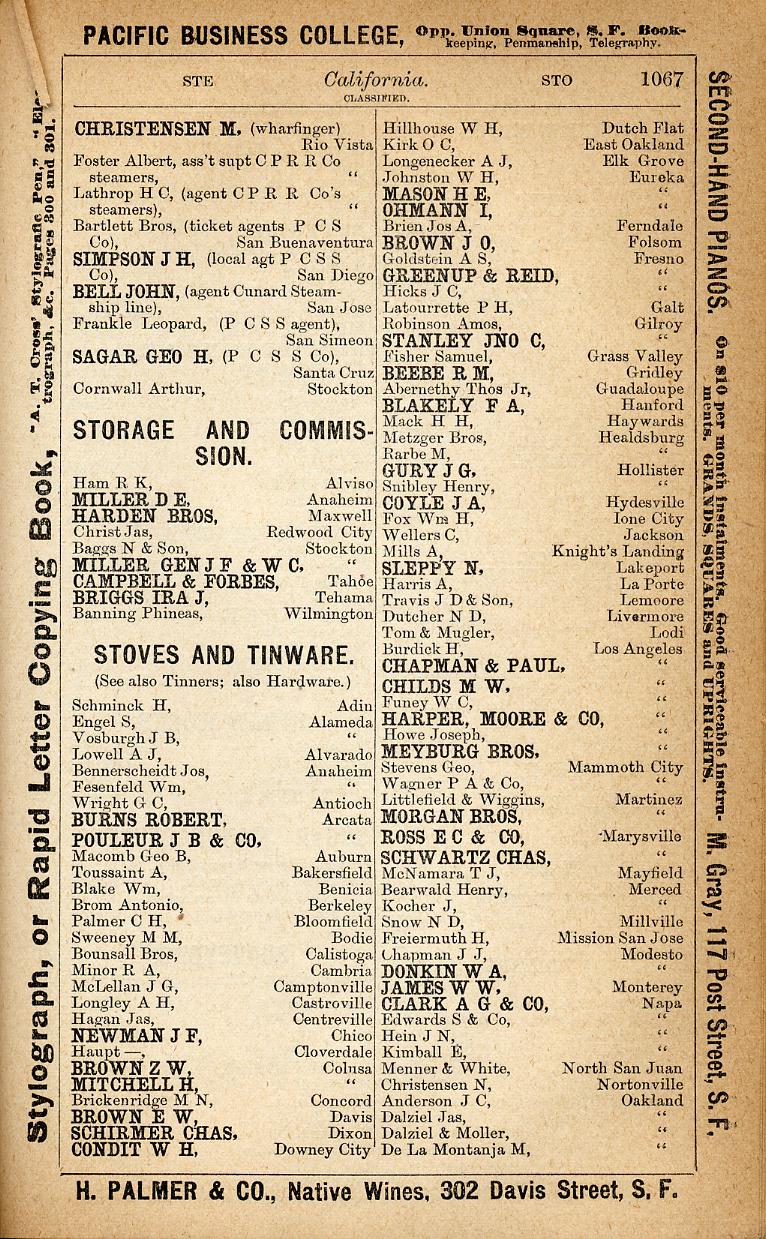 PACIFIC BUSINESS COLLEGE, Opp. Union Square, S. F. Book-
keeping, Penmanship, Telegraphy.
STE California. STO 1067
CLASSIFIED.
CHRISTENSEN M. (wharfinger)
Rio Vista
Foster Albert, ass't supt C P R R Co
steamers, "
Lathrop H C, (agent C P R R Co's
steamers), "
Bartlett Bros, (ticket agents P C S
Co), San Buenaventura
SIMPSON J H, (local agt P C S S
Co), San Diego
BELL JOHN, (agent Cunard Steam-
ship line), San Jose
Frankle Leopard, (P C S S agent),
San Simeon
SAGAR GEO H, (P C S S Co),
Santa Cruz
Cornwall Arthur, Stockton
STORAGE AND COMMIS-
SION.
Ham R K, Alviso
MILLER D E, Anaheim
HARDEN BROS, Maxwell
Christ Jas, Redwood City
Baggs N & Son, Stockton
MILLER GEN J F & W C. "
CAMPBELL & FORBES, Tahoe
BRIGGS IRA J, Tehama
Banning Phineas, Wilmington
STOVES AND TINWARE.
(See also Tinners; also Hardware.)
Schminck H, Adin
Engel S, Alameda
Vosburgh J B, "
Lowell A J, Alvarado
Bennerscheidt Jos, Anaheim
Fesenfeld Wm, "
Wright G C, Antioch
BURNS ROBERT, Arcata
POULEUR J B & CO. "
Macomb Geo B, Auburn
Toussaint A, Bakersfield
Blake Wm, Benicia
Brom Antonio, Berkeley
Palmer C H, Bloomfield
Sweeney M M, Bodie
Bounsall Bros, Calistoga
Minor R A, Cambria
McLellan J G, Camptonville
Longley A H, Castroville
Hagan Jas, Centreville
NEWMAN J F, Chico
Haupt —, Cloverdale
BROWN Z W, Colusa
MITCHELL H, "
Brickenridge M N, Concord
BROWN E W, Davis
SCHIRMER CHAS. Dixon
CONDIT W H, Downey City
Hillhouse W H, Dutch Flat
Kirk O C, East Oakland
Longenecker A J, Elk Grove
Johnston W H, Eureka
MASON H E, "
OHMANN I, "
Brien Jos A, Ferndale
BROWN J O, Folsom
Goldstein A S, Fresno
GREENUP & REID, "
Hicks J C, "
Latourrette P H, Galt
Robinson Amos, Gilroy
STANLEY JNO C, "
Fisher Samuel, Grass Valley
BEEBE R M, Gridley
Abernethy Thos Jr, Guadaloupe
BLAKELY F A, Hanford
Mack H H, Haywards
Metzger Bros, Healdsburg
Rarbe M, "
GURY J G. Hollister
Snibley Henry, "
COYLE J A, Hydesville
Fox Wm H, Ione City
Wellers C, Jackson
Mills A, Knight's Landing
SLEPPY N. Lakeport
Harris A, La Porte
Travis J D & Son, Lemoore
Dutcher N D, Livermore
Tom & Mugler, Lodi
Burdick H, Los Angeles
CHAPMAN & PAUL, "
CHILDS M W. "
Funey W C, "
HARPER, MOORE & CO, "
Howe Joseph, "
MEYBURG BROS. "
Stevens Geo, Mammoth City
Wagner P A & Co, "
Littlefield & Wiggins, Martinez
MORGAN BROS, "
ROSS E C & CO, Marysville
SCHWARTZ CHAS, "
McNamara T J, Mayfield
Bearwald Henry, Merced
Kocher J, "
Snow N D, Millville
Freiermuth H, Mission San Jose
Chapman J J, Modesto
DONKIN W A, "
JAMES W W. Monterey
CLARK A G & CO, Napa
Edwards S & Co, "
Hein J N, "
Kimball E, "
Menner & White, North San Juan
Christensen N, Nortonville
Anderson J C, Oakland
Dalziel Jas, "
Dalziel & Moller, "
De La Montanja M, "
H. PALMER & CO., Native Wines. 302 Davis Street, S. F.
Stylograph, or Rapid Letter Copying Book, "A. T. Cross' Stylografic Pen," "Ele-
trograph, &c. Pages 300 and 301.
SECOND-HAND PIANOS. On $10 per month instalments. Good serviceable instru-
ments. GRANDS, SQUARES and UPRIGHTS. M. Gray, 117 Post Street, S. F.